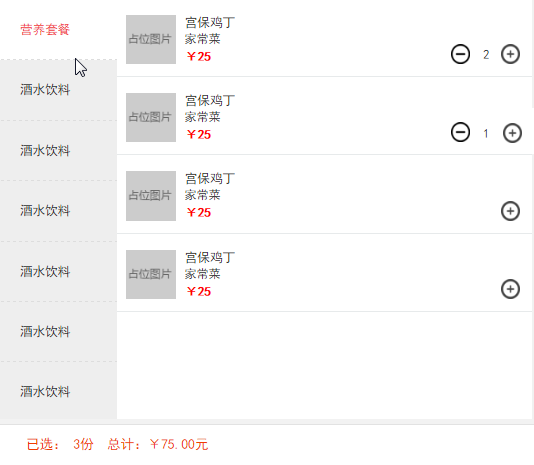 营养套餐
酒水饮料
酒水饮料
酒水饮料
酒水饮料
酒水饮料
酒水饮料
占位图片
宫保鸡丁
家常菜
￥25
2
占位图片
宫保鸡丁
家常菜
￥25
1
占位图片
宫保鸡丁
家常菜
￥25
占位图片
宫保鸡丁
家常菜
￥25
已选： 3份 总计：￥75.00元